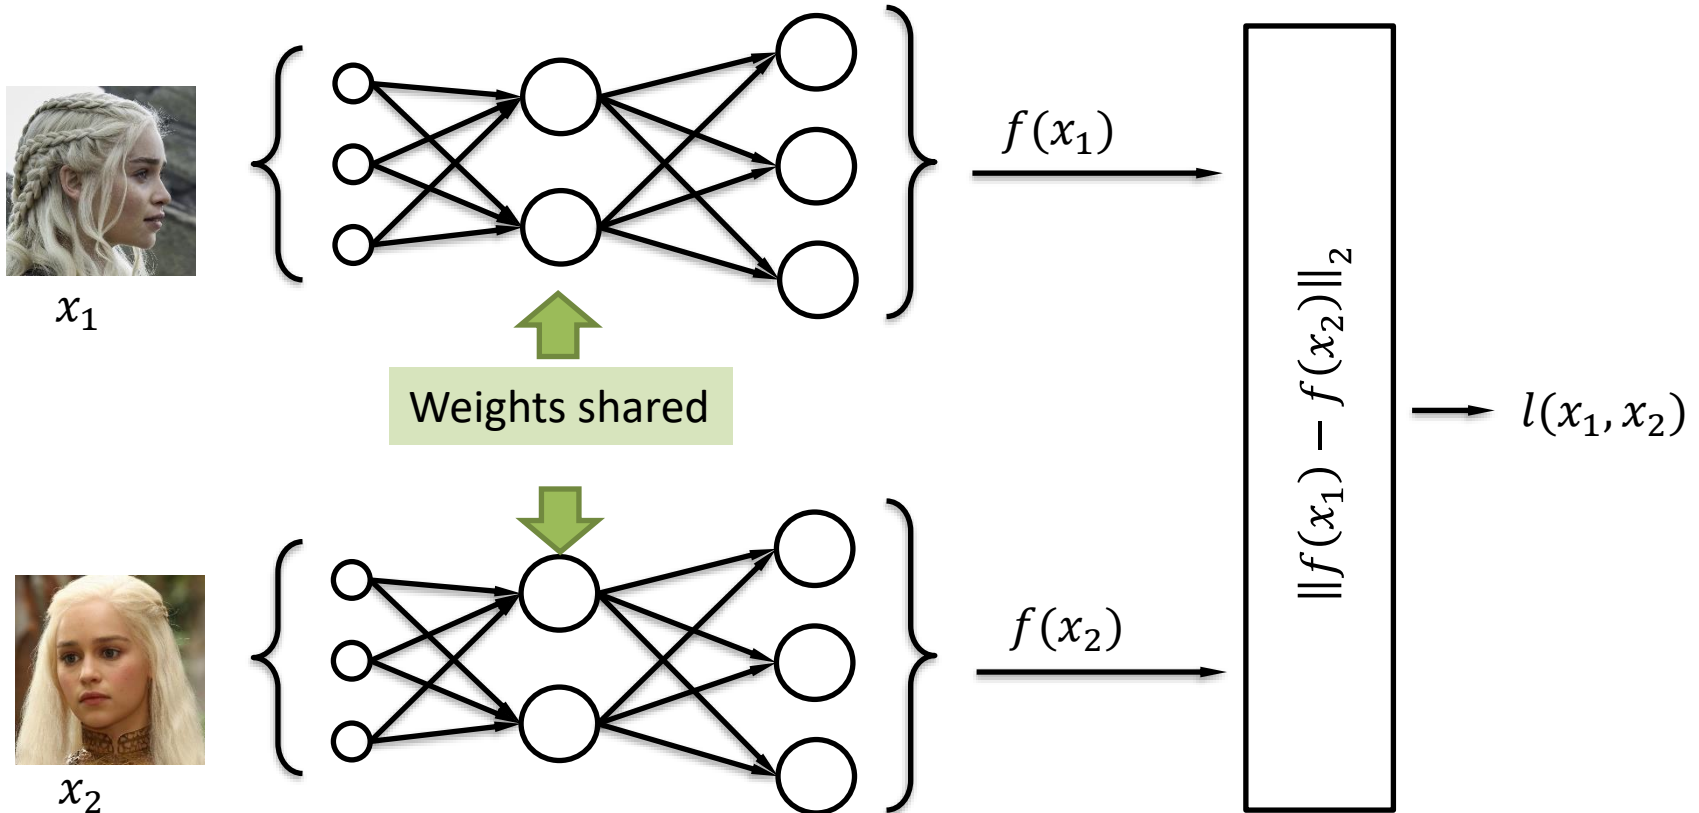 f(x₁)
x₁
Weights shared
‖f(x₁) − f(x₂)‖₂
l(x₁, x₂)
f(x₂)
x₂